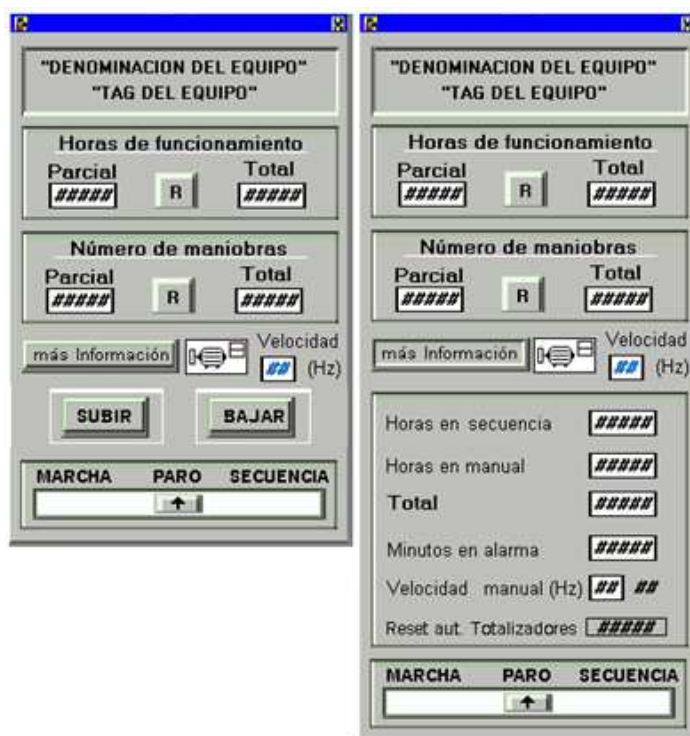 "DENOMINACION DEL EQUIPO"
"TAG DEL EQUIPO"
Horas de funcionamiento
Parcial Total
##### R #####
Número de maniobras
Parcial Total
##### R #####
más Información Velocidad
## (Hz)
SUBIR BAJAR
MARCHA PARO SECUENCIA
"DENOMINACION DEL EQUIPO"
"TAG DEL EQUIPO"
Horas de funcionamiento
Parcial Total
##### R #####
Número de maniobras
Parcial Total
##### R #####
más Información Velocidad
## (Hz)
Horas en secuencia #####
Horas en manual #####
Total #####
Minutos en alarma #####
Velocidad manual (Hz) ## ##
Reset aut. Totalizadores #####
MARCHA PARO SECUENCIA